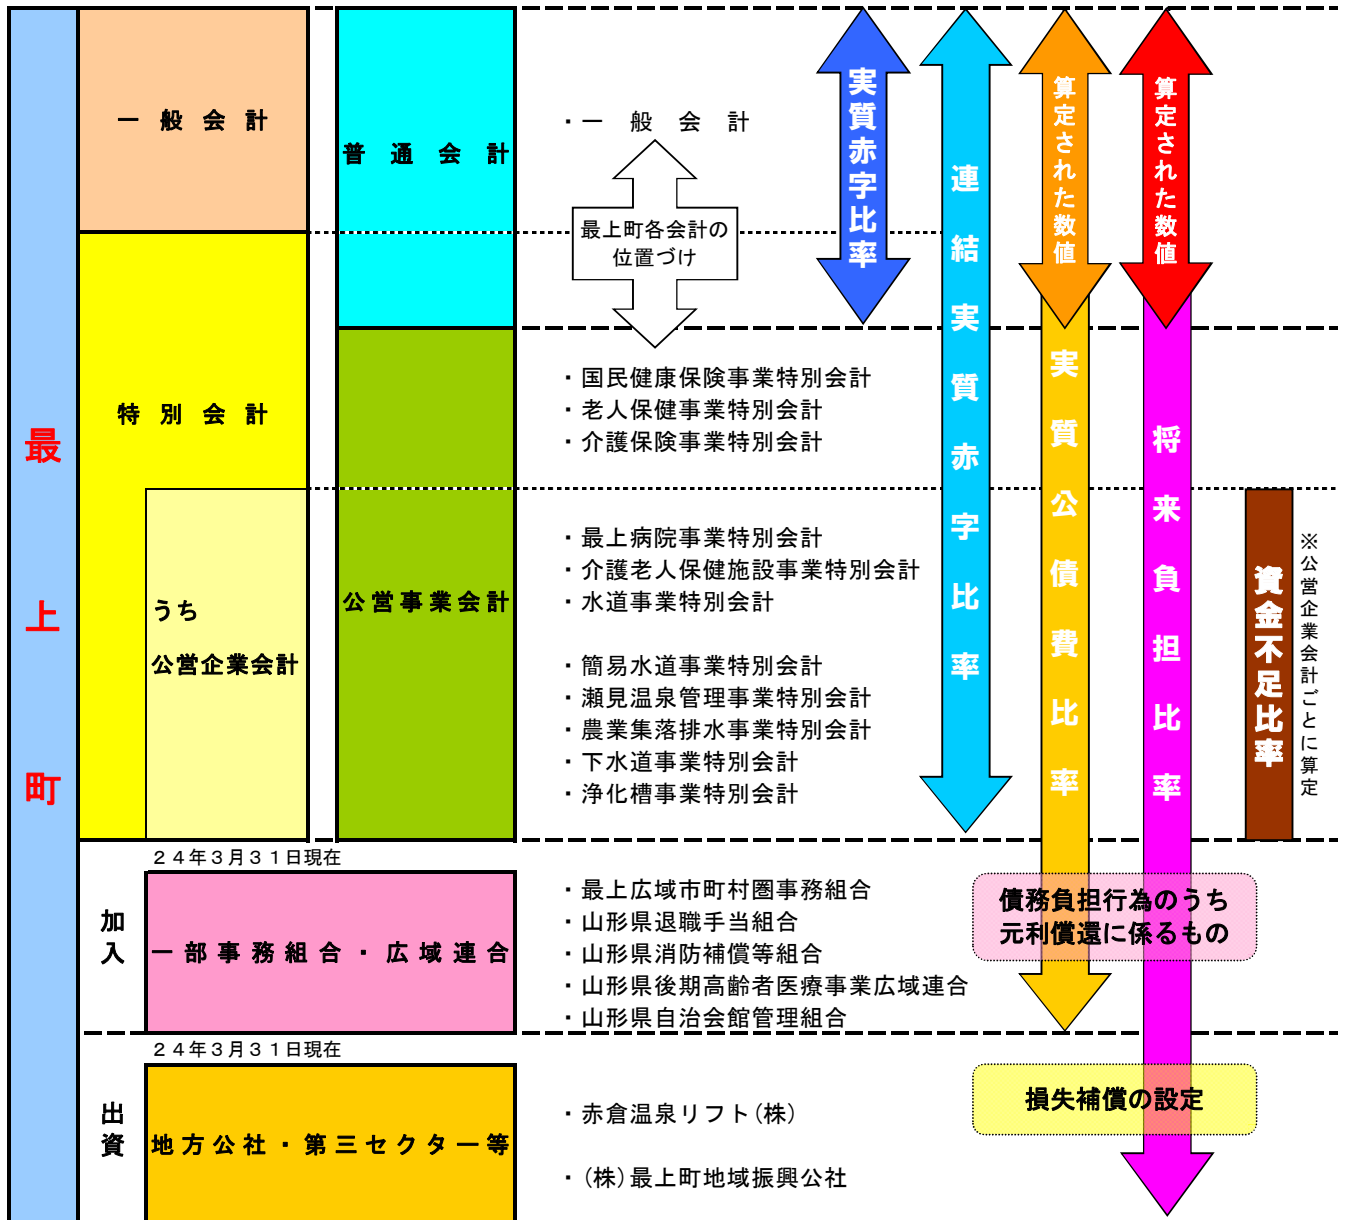 最上町
一般会計
普通会計
・一般会計
最上町各会計の
位置づけ
実質赤字比率
連結実質赤字比率
算定された数値
実質公債費比率
算定された数値
将来負担比率
特別会計
・国民健康保険事業特別会計
・老人保健事業特別会計
・介護保険事業特別会計
うち
公営企業会計
公営事業会計
・最上病院事業特別会計
・介護老人保健施設事業特別会計
・水道事業特別会計
・簡易水道事業特別会計
・瀬見温泉管理事業特別会計
・農業集落排水事業特別会計
・下水道事業特別会計
・浄化槽事業特別会計
資金不足比率
※公営企業会計ごとに算定
24年3月31日現在
加入
一部事務組合・広域連合
・最上広域市町村圏事務組合
・山形県退職手当組合
・山形県消防補償等組合
・山形県後期高齢者医療事業広域連合
・山形県自治会館管理組合
債務負担行為のうち
元利償還に係るもの
24年3月31日現在
出資
地方公社・第三セクター等
・赤倉温泉リフト(株)
・(株)最上町地域振興公社
損失補償の設定